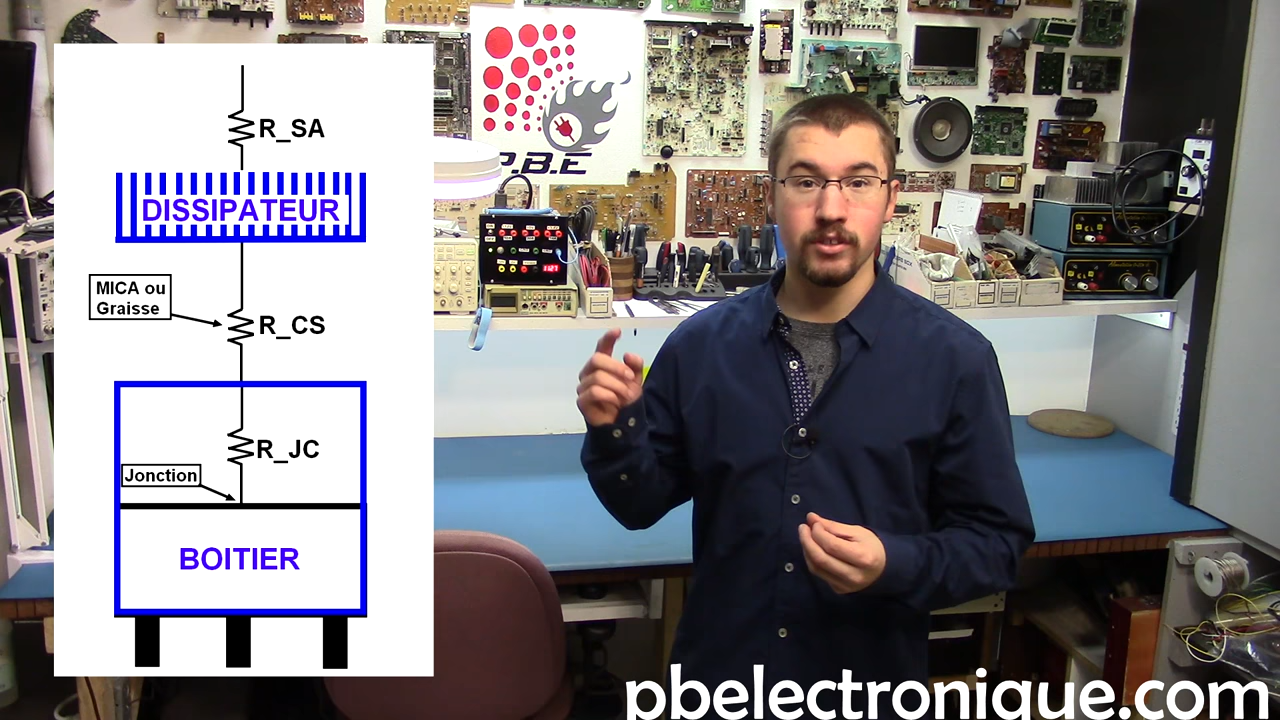 R_SA
DISSIPATEUR
MICA ou
Graisse
R_CS
R_JC
Jonction
BOITIER
P.B.E
pbelectronique.com